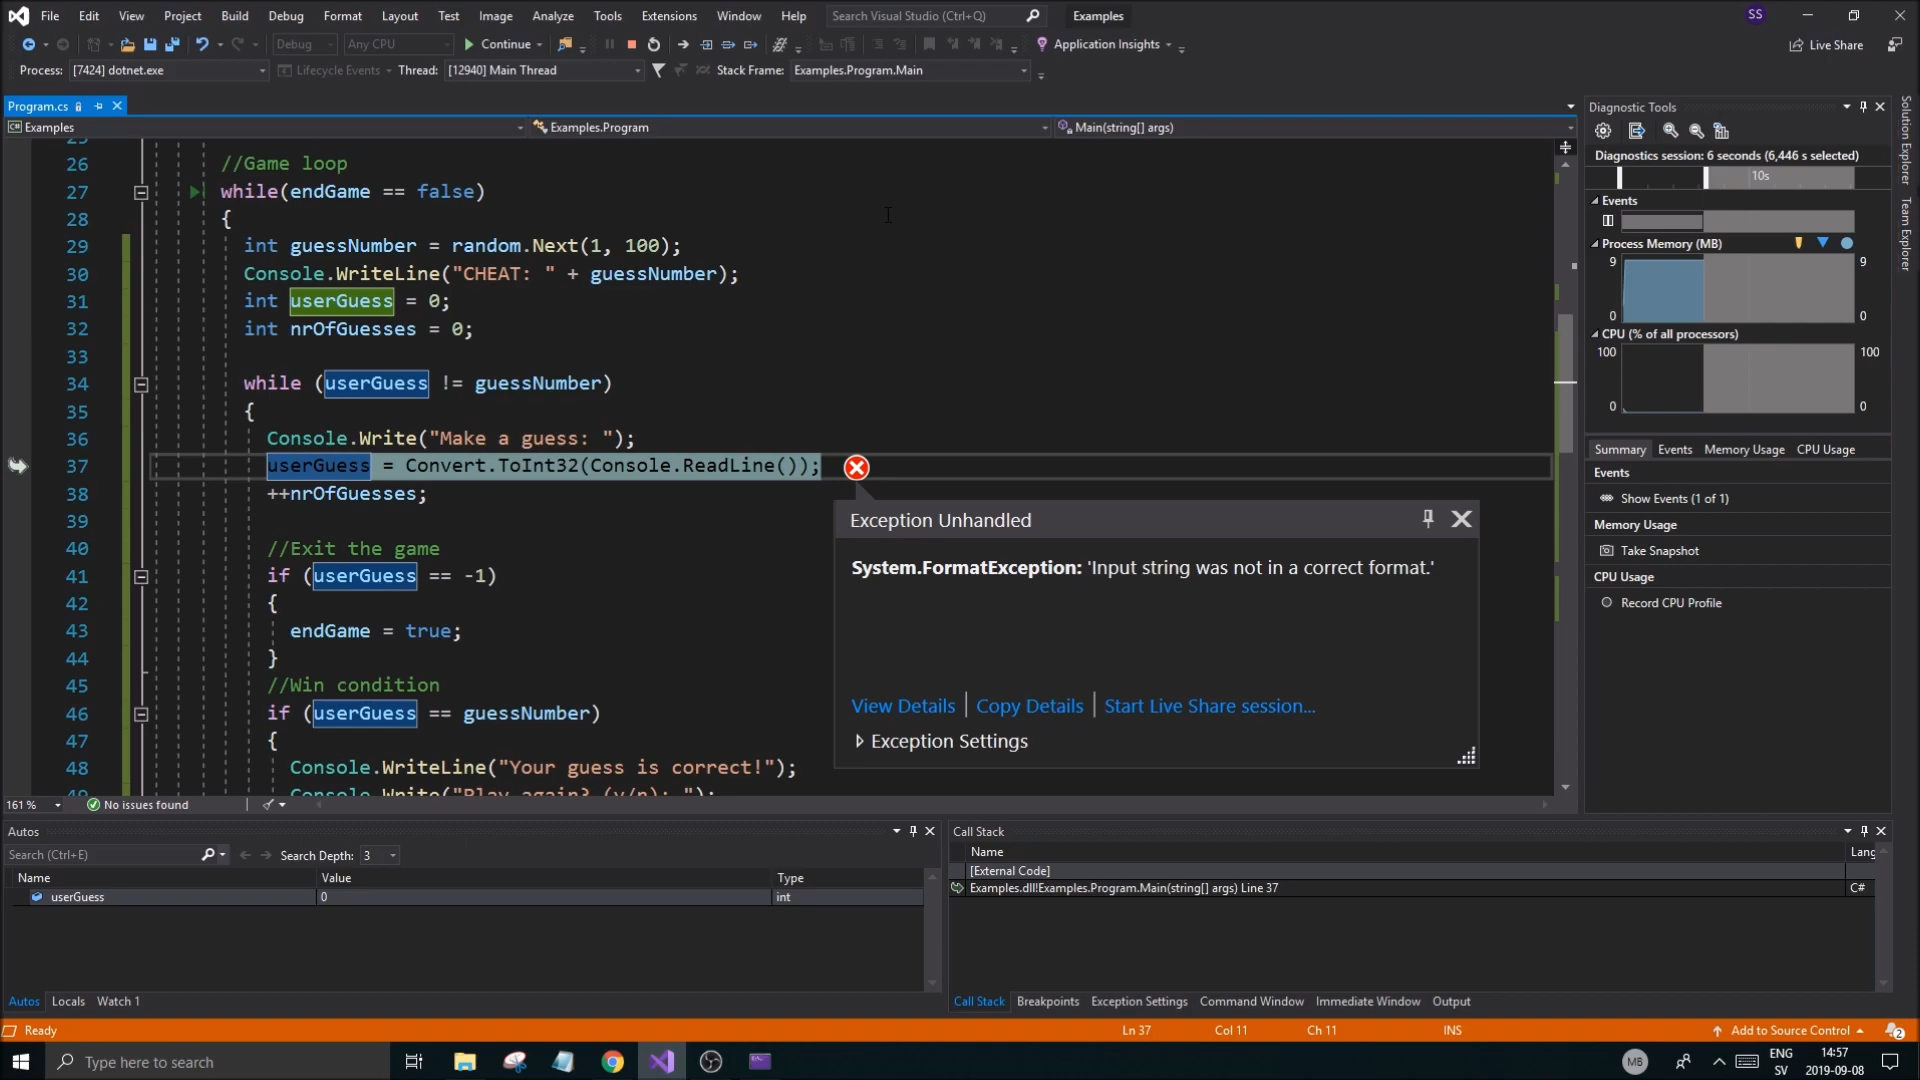 File Edit View Project Build Debug Format Layout Test Image Analyze Tools Extensions Window Help Search Visual Studio (Ctrl+Q) Examples SS
Debug Any CPU Continue Application Insights Live Share
Process: [7424] dotnet.exe Lifecycle Events Thread: [12940] Main Thread Stack Frame: Examples.Program.Main
Program.cs
Examples Examples.Program Main(string[] args)
26 //Game loop
27 while(endGame == false)
28 {
29 int guessNumber = random.Next(1, 100);
30 Console.WriteLine("CHEAT: " + guessNumber);
31 int userGuess = 0;
32 int nrOfGuesses = 0;
33
34 while (userGuess != guessNumber)
35 {
36 Console.Write("Make a guess: ");
37 userGuess = Convert.ToInt32(Console.ReadLine());
38 ++nrOfGuesses;
39
40 //Exit the game
41 if (userGuess == -1)
42 {
43 endGame = true;
44 }
45 //Win condition
46 if (userGuess == guessNumber)
47 {
48 Console.WriteLine("Your guess is correct!");
49 Console.Write("Play again? (y/n): ");
Exception Unhandled
System.FormatException: 'Input string was not in a correct format.'
View Details Copy Details Start Live Share session...
Exception Settings
161 % No issues found
Diagnostic Tools
Diagnostics session: 6 seconds (6,446 s selected)
10s
Events
Process Memory (MB)
9 9
0 0
CPU (% of all processors)
100 100
0 0
Summary Events Memory Usage CPU Usage
Events
Show Events (1 of 1)
Memory Usage
Take Snapshot
CPU Usage
Record CPU Profile
Solution Explorer
Team Explorer
Autos
Search (Ctrl+E) Search Depth: 3
Name Value Type
userGuess 0 int
Autos Locals Watch 1
Call Stack
Name Lang
[External Code]
Examples.dll!Examples.Program.Main(string[] args) Line 37 C#
Call Stack Breakpoints Exception Settings Command Window Immediate Window Output
Ready Ln 37 Col 11 Ch 11 INS Add to Source Control 2
Type here to search MB ENG SV 14:57 2019-09-08